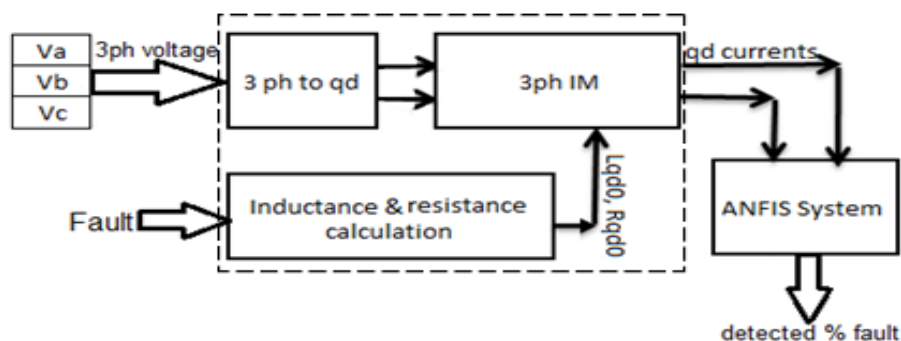 Va
Vb
Vc
3ph voltage
3 ph to qd
3ph IM
qd currents
Lqd0, Rqd0
Fault
Inductance & resistance
calculation
ANFIS System
detected % fault